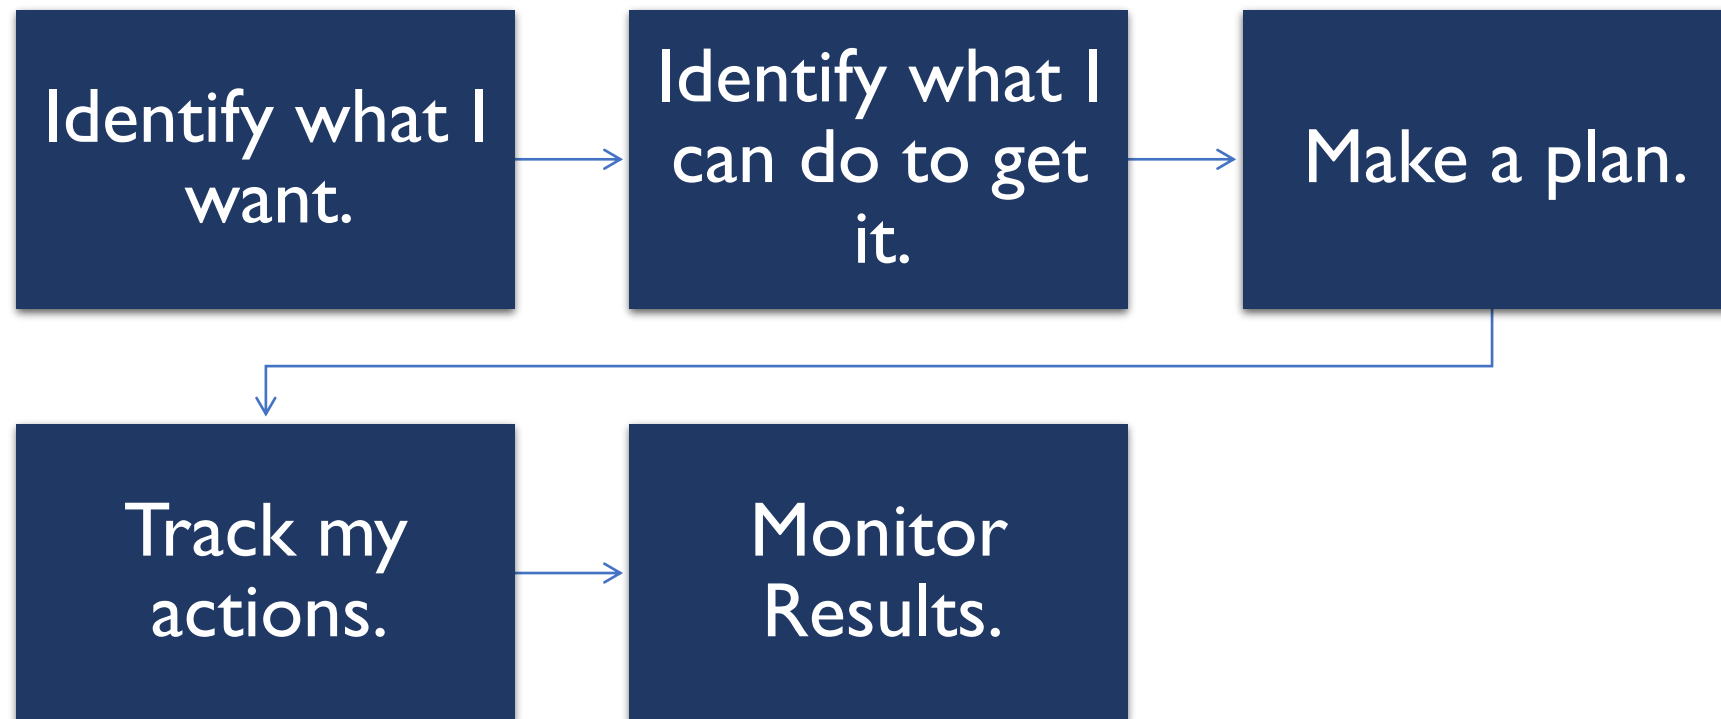 Identify what I
want.
Identify what I
can do to get
it.
Make a plan.
Track my
actions.
Monitor
Results.